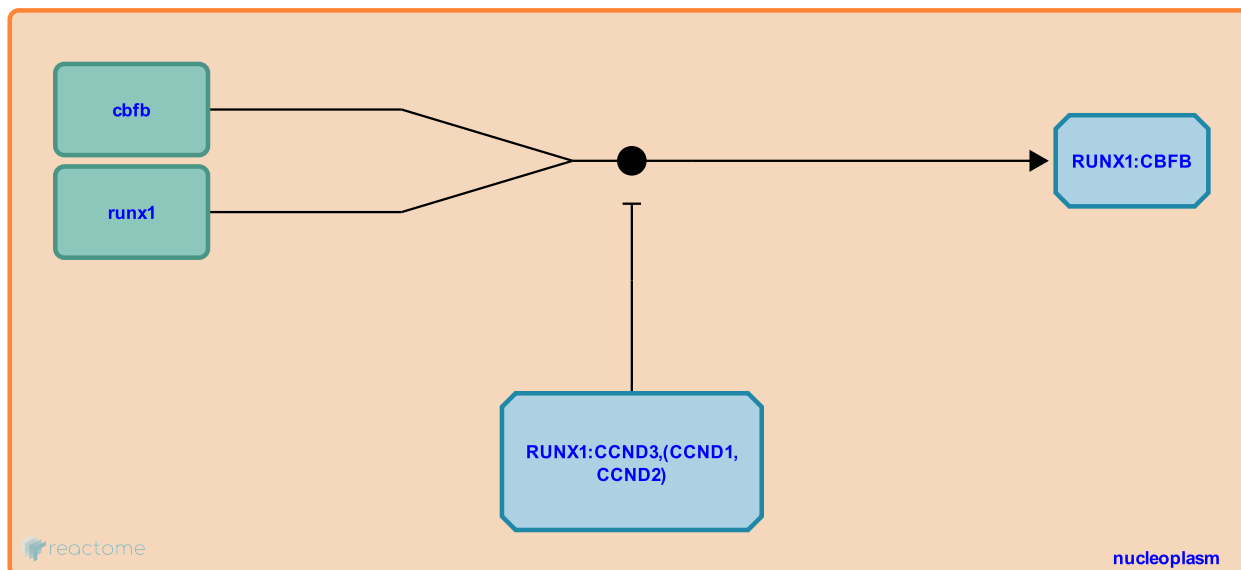 cbfb
runx1
RUNX1:CBFB
RUNX1:CCND3,(CCND1,
CCND2)
reactome
nucleoplasm